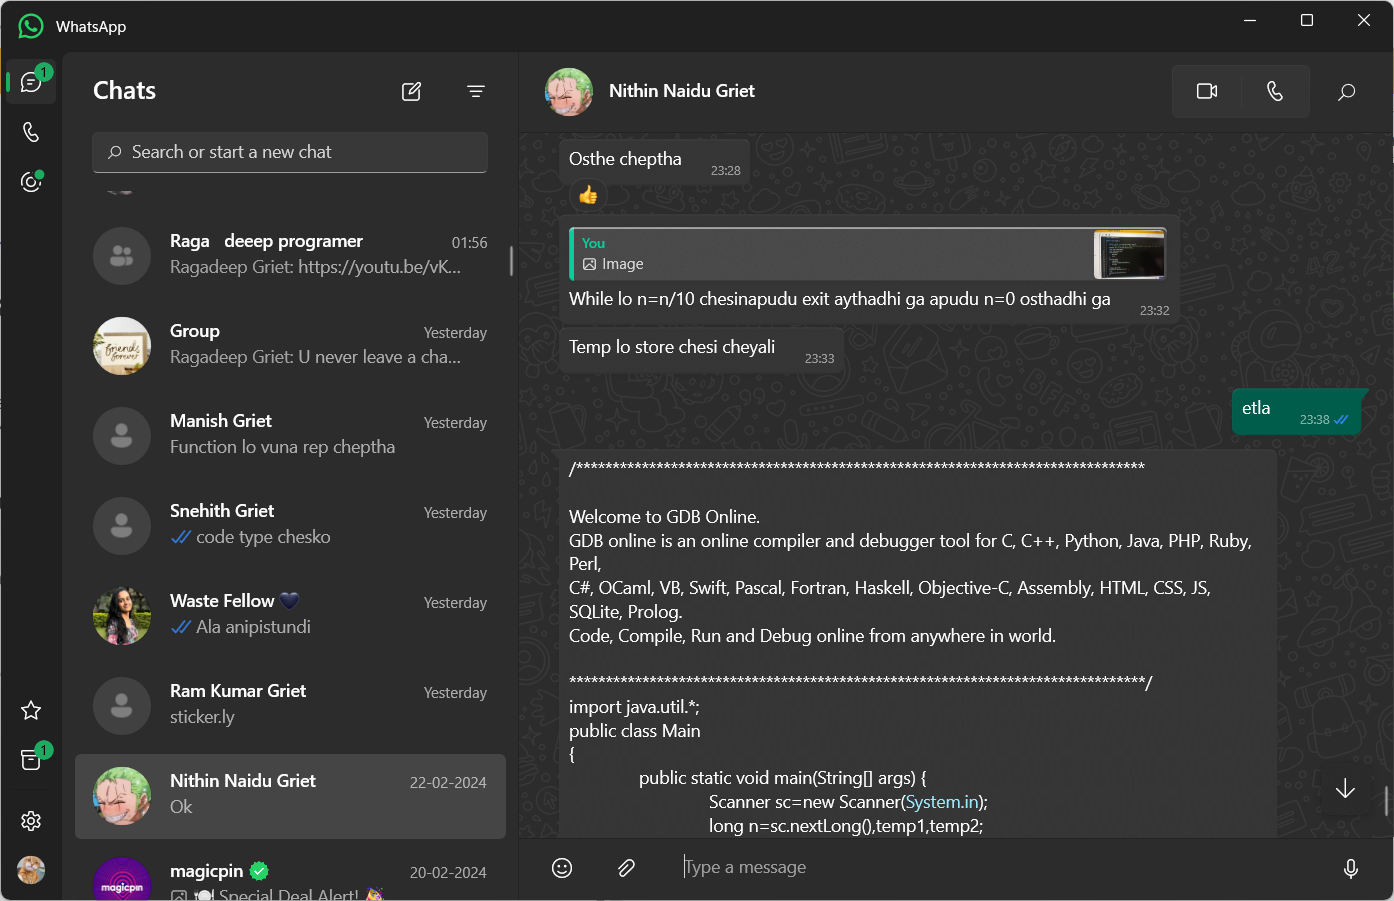 WhatsApp
1
Chats
Search or start a new chat
Raga deeep programer
01:56
Ragadeep Griet: https://youtu.be/vK...
Group
Yesterday
friends forever
Ragadeep Griet: U never leave a cha...
Manish Griet
Yesterday
Function lo vuna rep cheptha
Snehith Griet
Yesterday
code type chesko
Waste Fellow 🖤
Yesterday
Ala anipistundi
Ram Kumar Griet
Yesterday
sticker.ly
1
Nithin Naidu Griet
22-02-2024
Ok
magicpin
magicpin
20-02-2024
🍽 Special Deal Alert! 🎉
Nithin Naidu Griet
Osthe cheptha
23:28
👍
You
Image
While lo n=n/10 chesinapudu exit aythadhi ga apudu n=0 osthadhi ga
23:32
Temp lo store chesi cheyali
23:33
etla
23:38
/******************************************************************************
Welcome to GDB Online.
GDB online is an online compiler and debugger tool for C, C++, Python, Java, PHP, Ruby,
Perl,
C#, OCaml, VB, Swift, Pascal, Fortran, Haskell, Objective-C, Assembly, HTML, CSS, JS,
SQLite, Prolog.
Code, Compile, Run and Debug online from anywhere in world.
*******************************************************************************/
import java.util.*;
public class Main
{
public static void main(String[] args) {
Scanner sc=new Scanner(System.in);
long n=sc.nextLong(),temp1,temp2;
Type a message